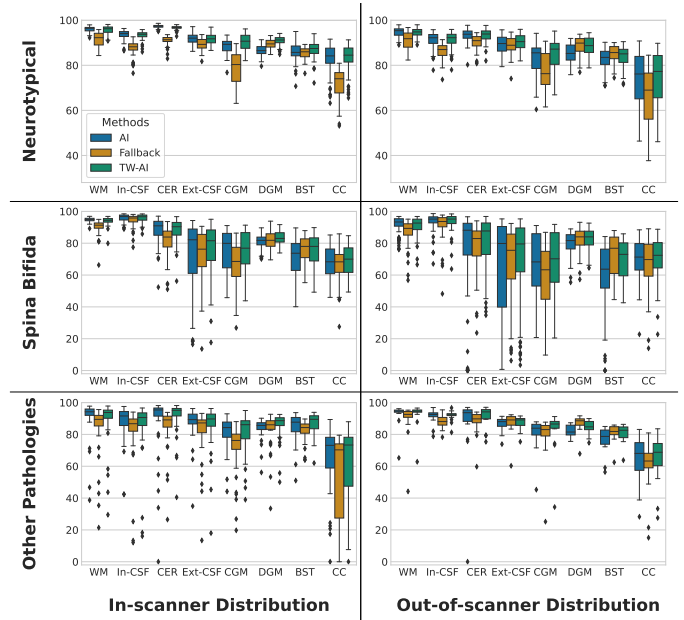 Neurotypical
100
80
60
40
Methods
AI
Fallback
TW-AI
WM In-CSF CER Ext-CSF CGM DGM BST CC
100
80
60
40
WM In-CSF CER Ext-CSF CGM DGM BST CC
Spina Bifida
100
80
60
40
20
0
WM In-CSF CER Ext-CSF CGM DGM BST CC
100
80
60
40
20
0
WM In-CSF CER Ext-CSF CGM DGM BST CC
Other Pathologies
100
80
60
40
20
0
WM In-CSF CER Ext-CSF CGM DGM BST CC
100
80
60
40
20
0
WM In-CSF CER Ext-CSF CGM DGM BST CC
In-scanner Distribution
Out-of-scanner Distribution